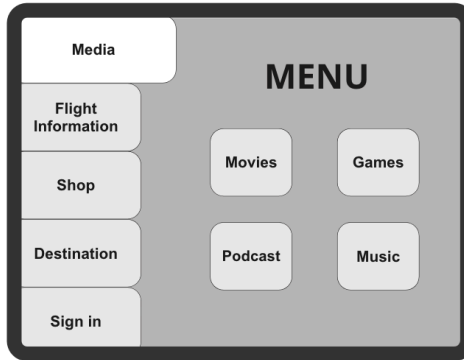 Media
MENU
Flight
Information
Movies
Games
Shop
Destination
Podcast
Music
Sign in